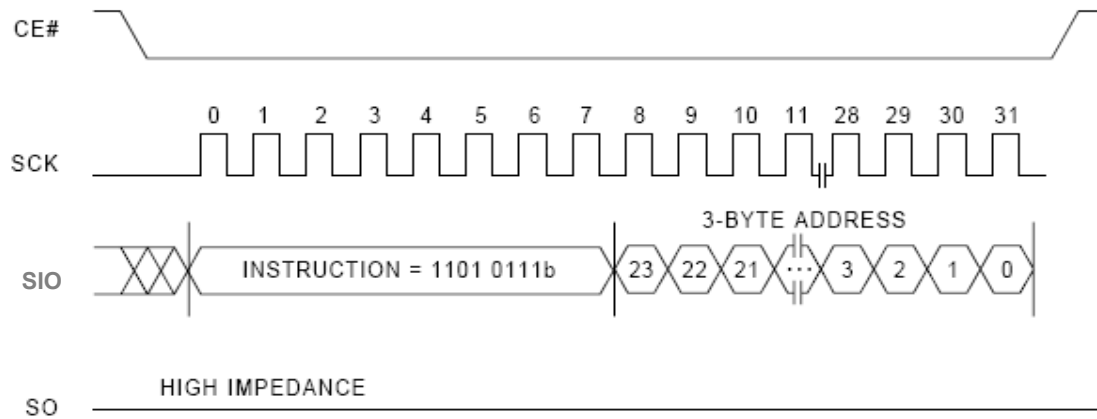 CE#
0 1 2 3 4 5 6 7 8 9 10 11 28 29 30 31
SCK
3-BYTE ADDRESS
SIO INSTRUCTION = 1101 0111b 23 22 21 ... 3 2 1 0
HIGH IMPEDANCE
SO